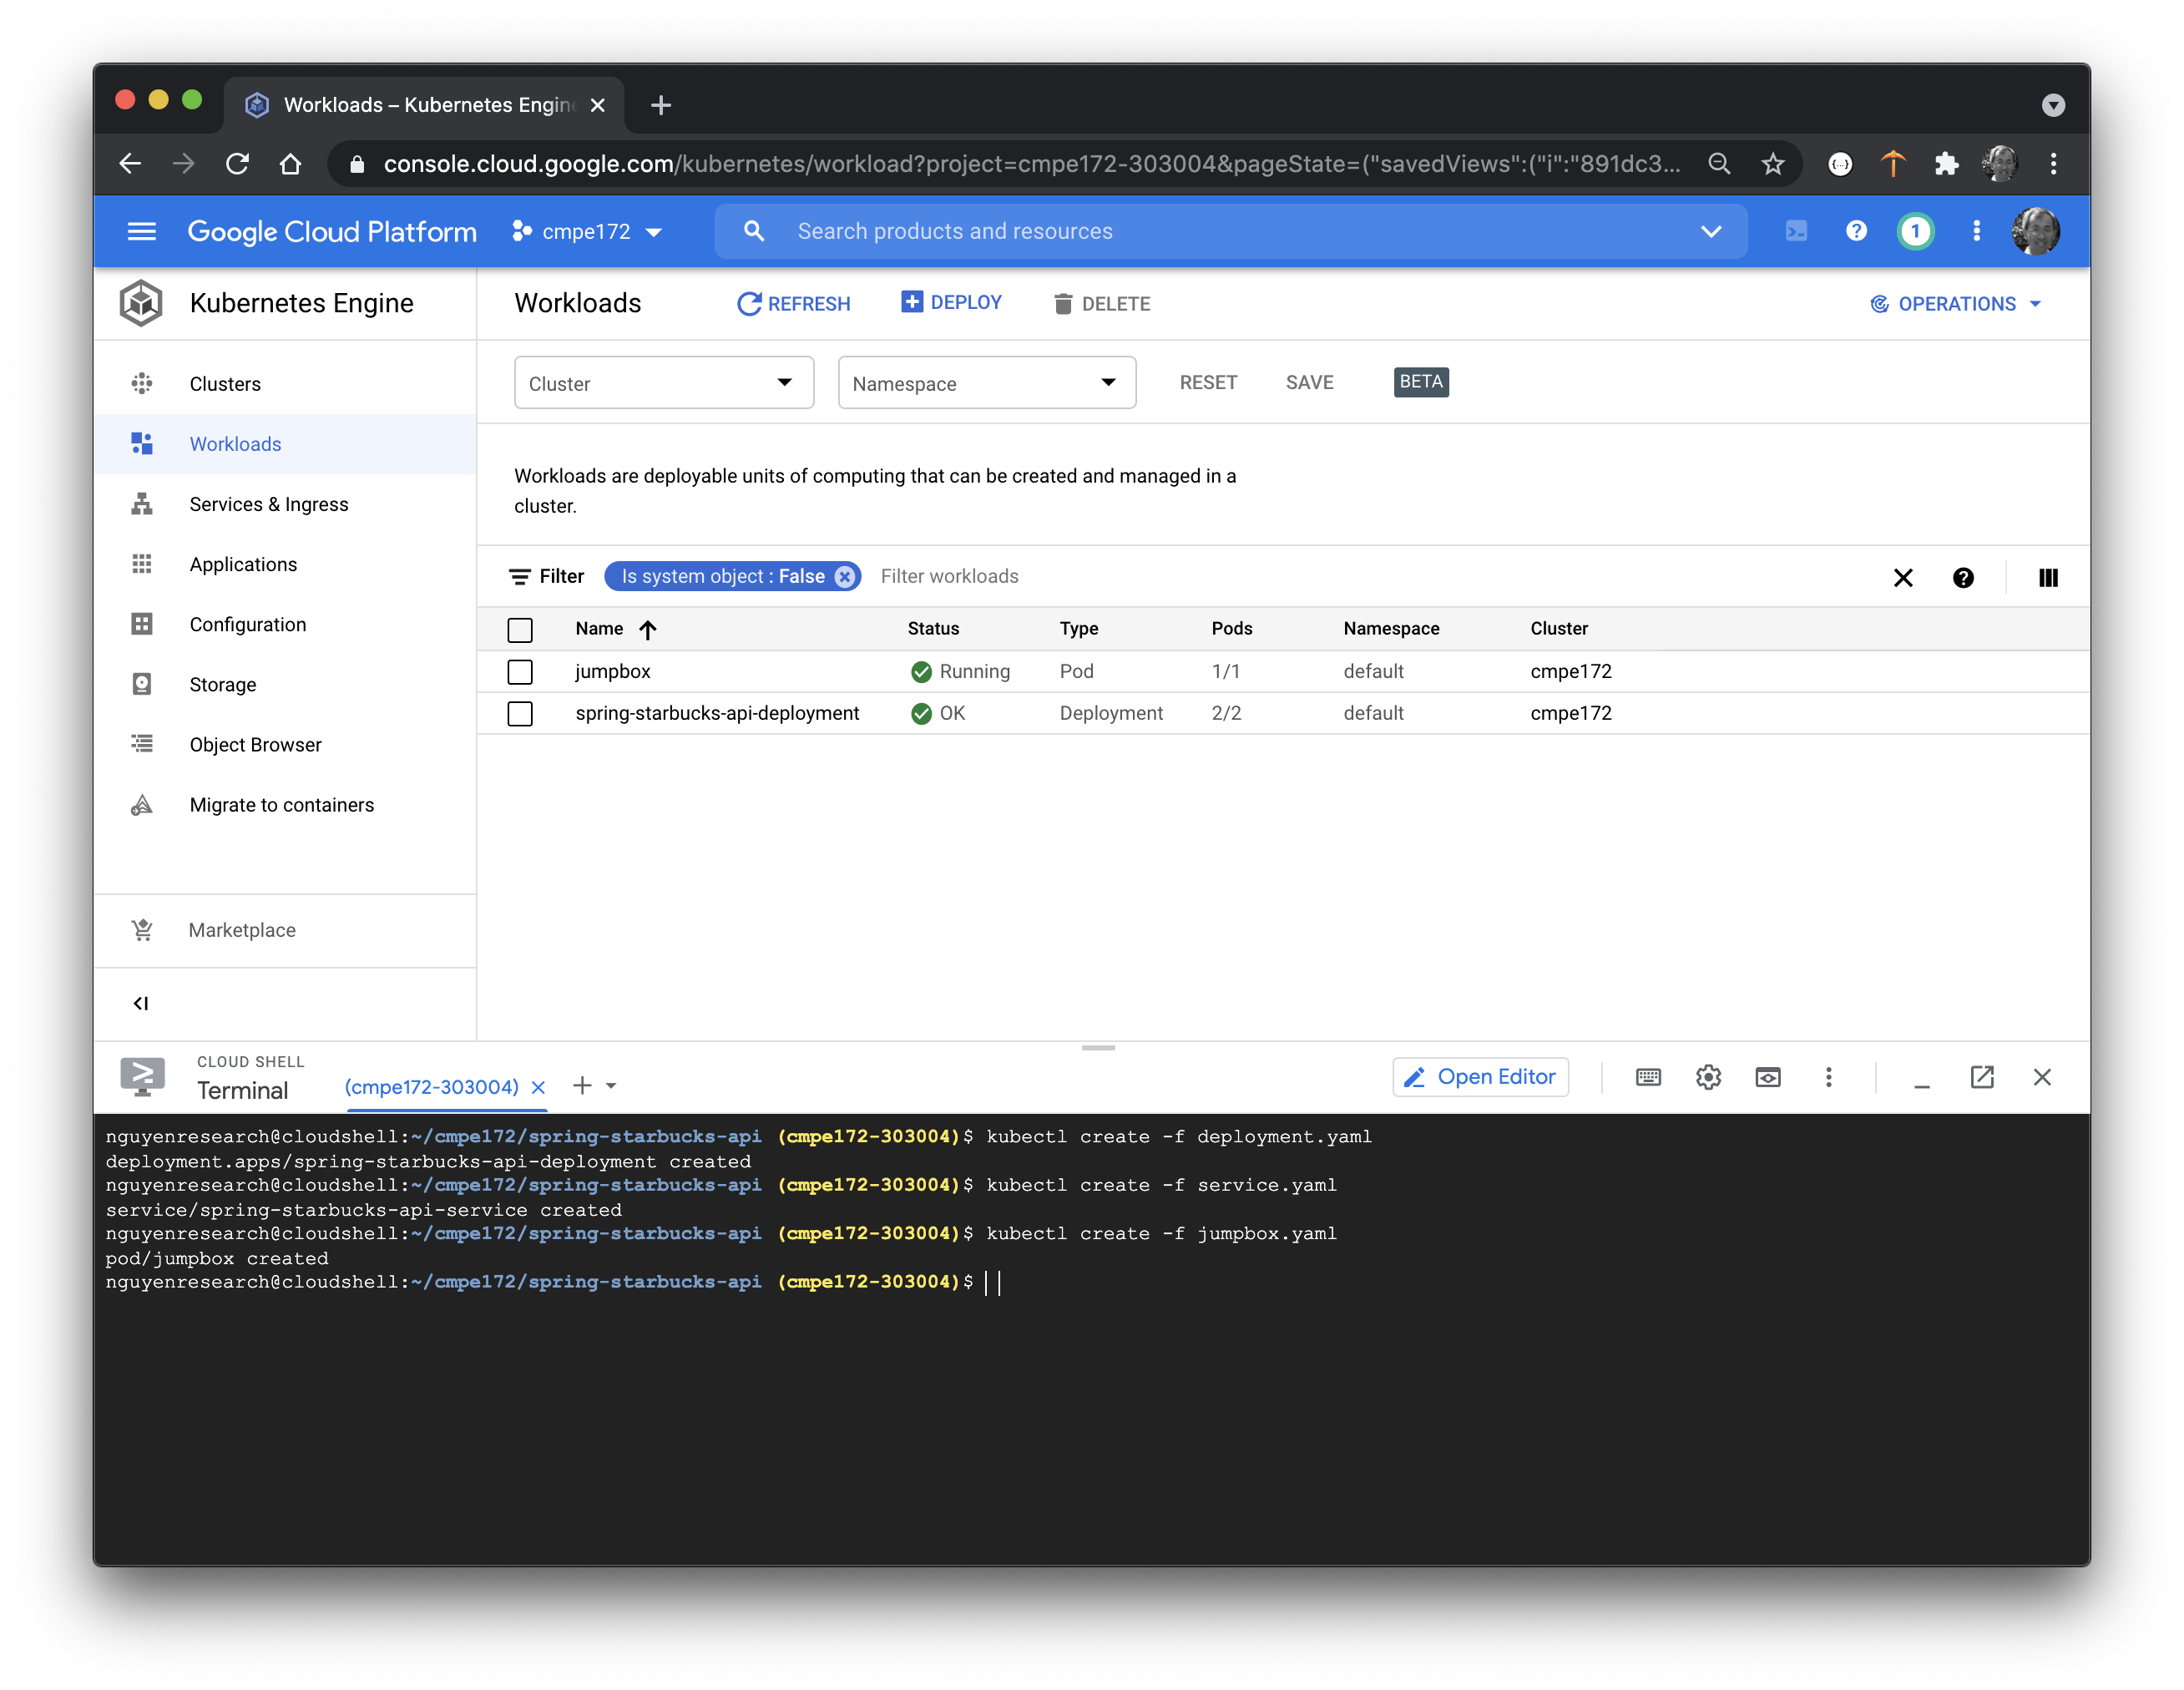 Workloads – Kubernetes Engin
console.cloud.google.com/kubernetes/workload?project=cmpe172-303004&pageState=("savedViews":("i":"891dc3...
Google Cloud Platform
cmpe172
Search products and resources
1
Kubernetes Engine
Workloads
REFRESH
DEPLOY
DELETE
OPERATIONS
Clusters
Workloads
Services & Ingress
Applications
Configuration
Storage
Object Browser
Migrate to containers
Marketplace
Cluster
Namespace
RESET
SAVE
BETA
Workloads are deployable units of computing that can be created and managed in a
cluster.
Filter
Is system object : False
Filter workloads
Name Status Type Pods Namespace Cluster
jumpbox Running Pod 1/1 default cmpe172
spring-starbucks-api-deployment OK Deployment 2/2 default cmpe172
CLOUD SHELL
Terminal
(cmpe172-303004)
Open Editor
nguyenresearch@cloudshell:~/cmpe172/spring-starbucks-api (cmpe172-303004)$ kubectl create -f deployment.yaml
deployment.apps/spring-starbucks-api-deployment created
nguyenresearch@cloudshell:~/cmpe172/spring-starbucks-api (cmpe172-303004)$ kubectl create -f service.yaml
service/spring-starbucks-api-service created
nguyenresearch@cloudshell:~/cmpe172/spring-starbucks-api (cmpe172-303004)$ kubectl create -f jumpbox.yaml
pod/jumpbox created
nguyenresearch@cloudshell:~/cmpe172/spring-starbucks-api (cmpe172-303004)$